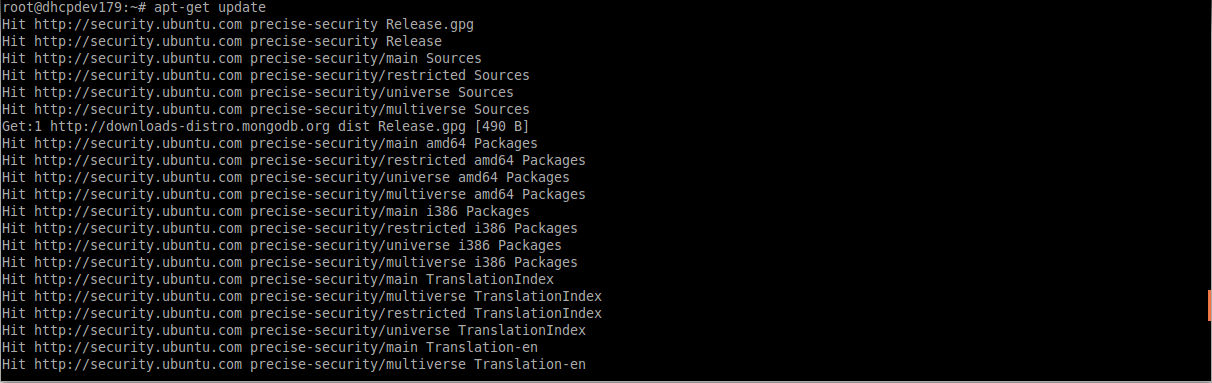 root@dhcpdev179:~# apt-get update
Hit http://security.ubuntu.com precise-security Release.gpg
Hit http://security.ubuntu.com precise-security Release
Hit http://security.ubuntu.com precise-security/main Sources
Hit http://security.ubuntu.com precise-security/restricted Sources
Hit http://security.ubuntu.com precise-security/universe Sources
Hit http://security.ubuntu.com precise-security/multiverse Sources
Get:1 http://downloads-distro.mongodb.org dist Release.gpg [490 B]
Hit http://security.ubuntu.com precise-security/main amd64 Packages
Hit http://security.ubuntu.com precise-security/restricted amd64 Packages
Hit http://security.ubuntu.com precise-security/universe amd64 Packages
Hit http://security.ubuntu.com precise-security/multiverse amd64 Packages
Hit http://security.ubuntu.com precise-security/main i386 Packages
Hit http://security.ubuntu.com precise-security/restricted i386 Packages
Hit http://security.ubuntu.com precise-security/universe i386 Packages
Hit http://security.ubuntu.com precise-security/multiverse i386 Packages
Hit http://security.ubuntu.com precise-security/main TranslationIndex
Hit http://security.ubuntu.com precise-security/multiverse TranslationIndex
Hit http://security.ubuntu.com precise-security/restricted TranslationIndex
Hit http://security.ubuntu.com precise-security/universe TranslationIndex
Hit http://security.ubuntu.com precise-security/main Translation-en
Hit http://security.ubuntu.com precise-security/multiverse Translation-en